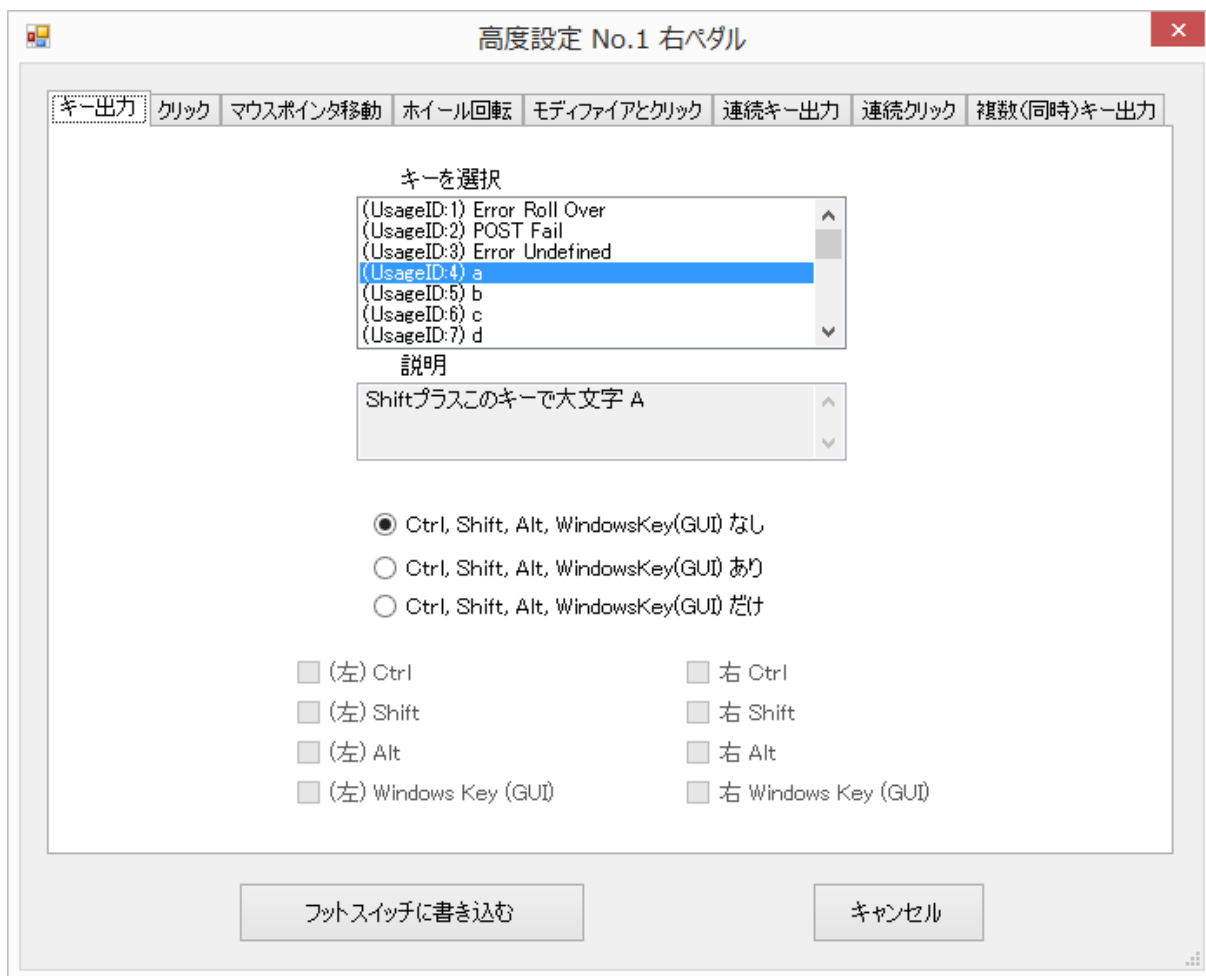 高度設定 No.1 右ペダル
キー出力 クリック マウスポインタ移動 ホイール回転 モディファイアとクリック 連続キー出力 連続クリック 複数(同時)キー出力
キーを選択
(UsageID:1) Error Roll Over
(UsageID:2) POST Fail
(UsageID:3) Error Undefined
(UsageID:4) a
(UsageID:5) b
(UsageID:6) c
(UsageID:7) d
説明
Shiftプラスこのキーで大文字 A
Ctrl, Shift, Alt, WindowsKey(GUI) なし
Ctrl, Shift, Alt, WindowsKey(GUI) あり
Ctrl, Shift, Alt, WindowsKey(GUI) だけ
(左) Ctrl 右 Ctrl
(左) Shift 右 Shift
(左) Alt 右 Alt
(左) Windows Key (GUI) 右 Windows Key (GUI)
フットスイッチに書き込む キャンセル